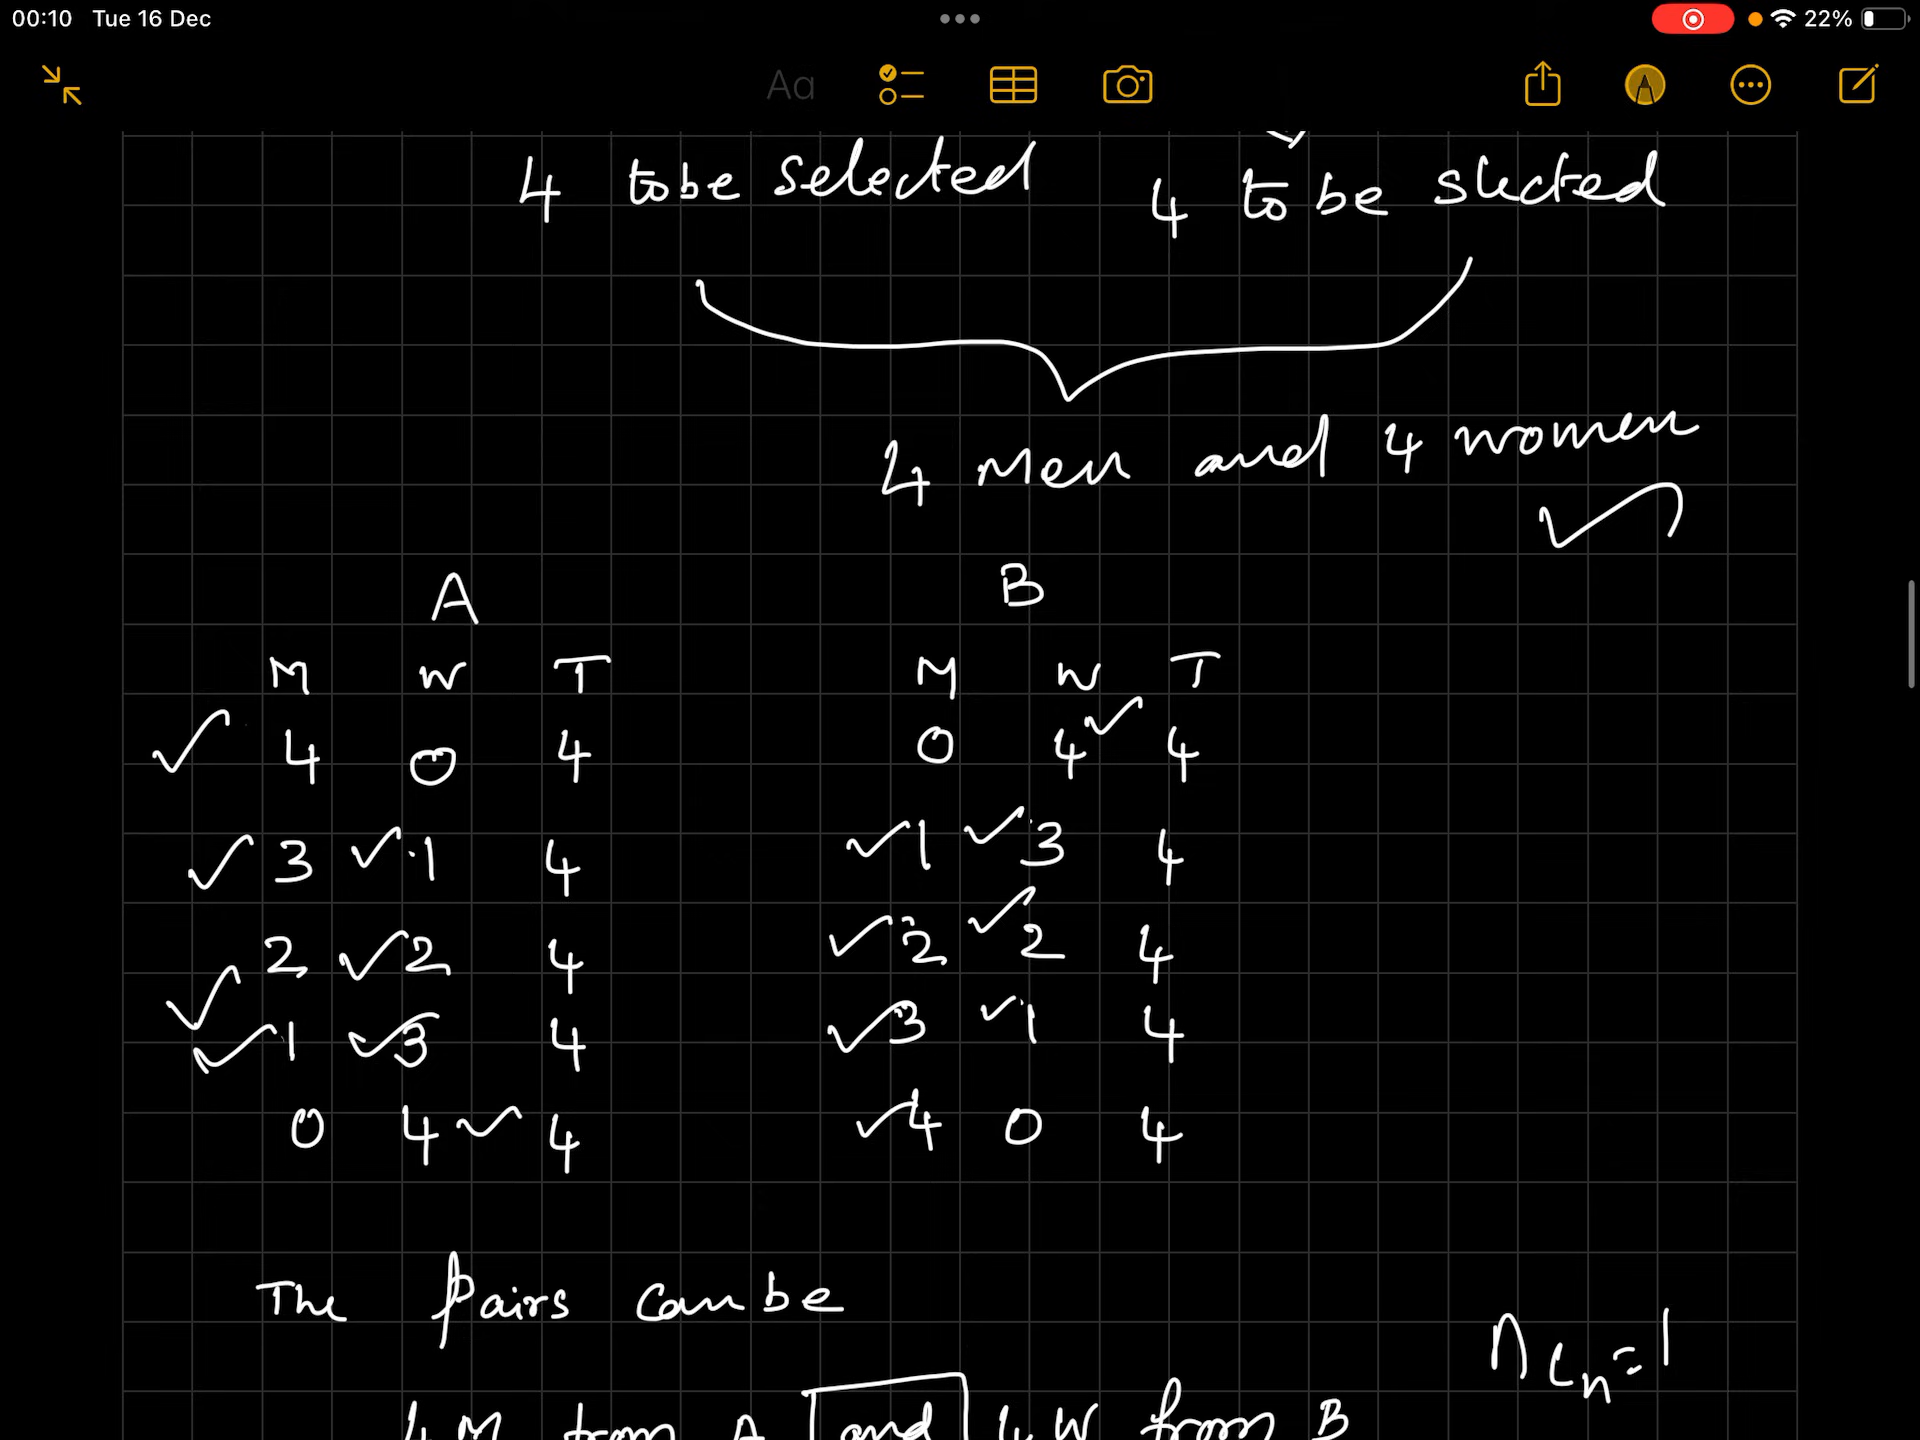 00:10 Tue 16 Dec 22%
Aa
4 to be selected 4 to be slected
4 Men and 4 women
A B
M W T M W T
4 0 4 0 4 4
3 1 4 1 3 4
2 2 4 2 2 4
1 3 4 3 1 4
0 4 4 4 0 4
The Pairs can be
nCn=1
4 M from A and 4 W from B